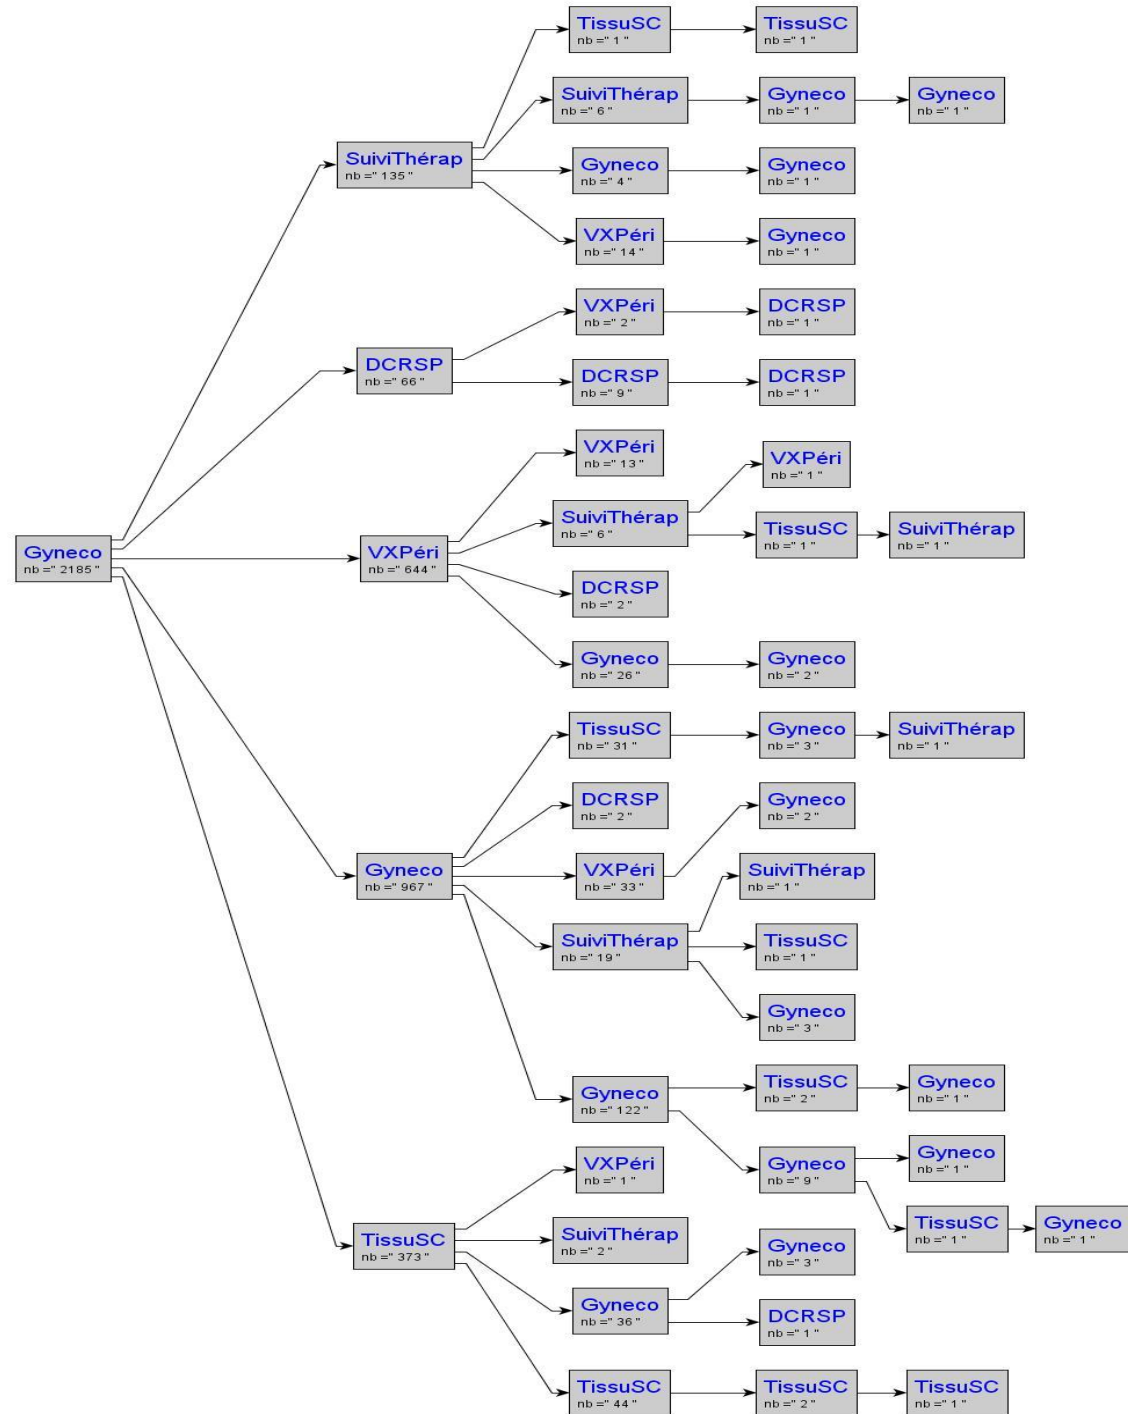 TissuSC
nb =" 1 "
TissuSC
nb =" 1 "
SuiviThérap
nb =" 6 "
Gyneco
nb =" 1 "
Gyneco
nb =" 1 "
SuiviThérap
nb =" 135 "
Gyneco
nb =" 4 "
Gyneco
nb =" 1 "
VXPéri
nb =" 14 "
Gyneco
nb =" 1 "
VXPéri
nb =" 2 "
DCRSP
nb =" 1 "
DCRSP
nb =" 66 "
DCRSP
nb =" 9 "
DCRSP
nb =" 1 "
VXPéri
nb =" 13 "
VXPéri
nb =" 1 "
SuiviThérap
nb =" 6 "
TissuSC
nb =" 1 "
SuiviThérap
nb =" 1 "
Gyneco
nb =" 2185 "
VXPéri
nb =" 644 "
DCRSP
nb =" 2 "
Gyneco
nb =" 26 "
Gyneco
nb =" 2 "
TissuSC
nb =" 31 "
Gyneco
nb =" 3 "
SuiviThérap
nb =" 1 "
DCRSP
nb =" 2 "
Gyneco
nb =" 2 "
Gyneco
nb =" 967 "
VXPéri
nb =" 33 "
SuiviThérap
nb =" 1 "
SuiviThérap
nb =" 19 "
TissuSC
nb =" 1 "
Gyneco
nb =" 3 "
Gyneco
nb =" 122 "
TissuSC
nb =" 2 "
Gyneco
nb =" 1 "
VXPéri
nb =" 1 "
Gyneco
nb =" 9 "
Gyneco
nb =" 1 "
TissuSC
nb =" 1 "
Gyneco
nb =" 1 "
TissuSC
nb =" 373 "
SuiviThérap
nb =" 2 "
Gyneco
nb =" 3 "
Gyneco
nb =" 36 "
DCRSP
nb =" 1 "
TissuSC
nb =" 44 "
TissuSC
nb =" 2 "
TissuSC
nb =" 1 "